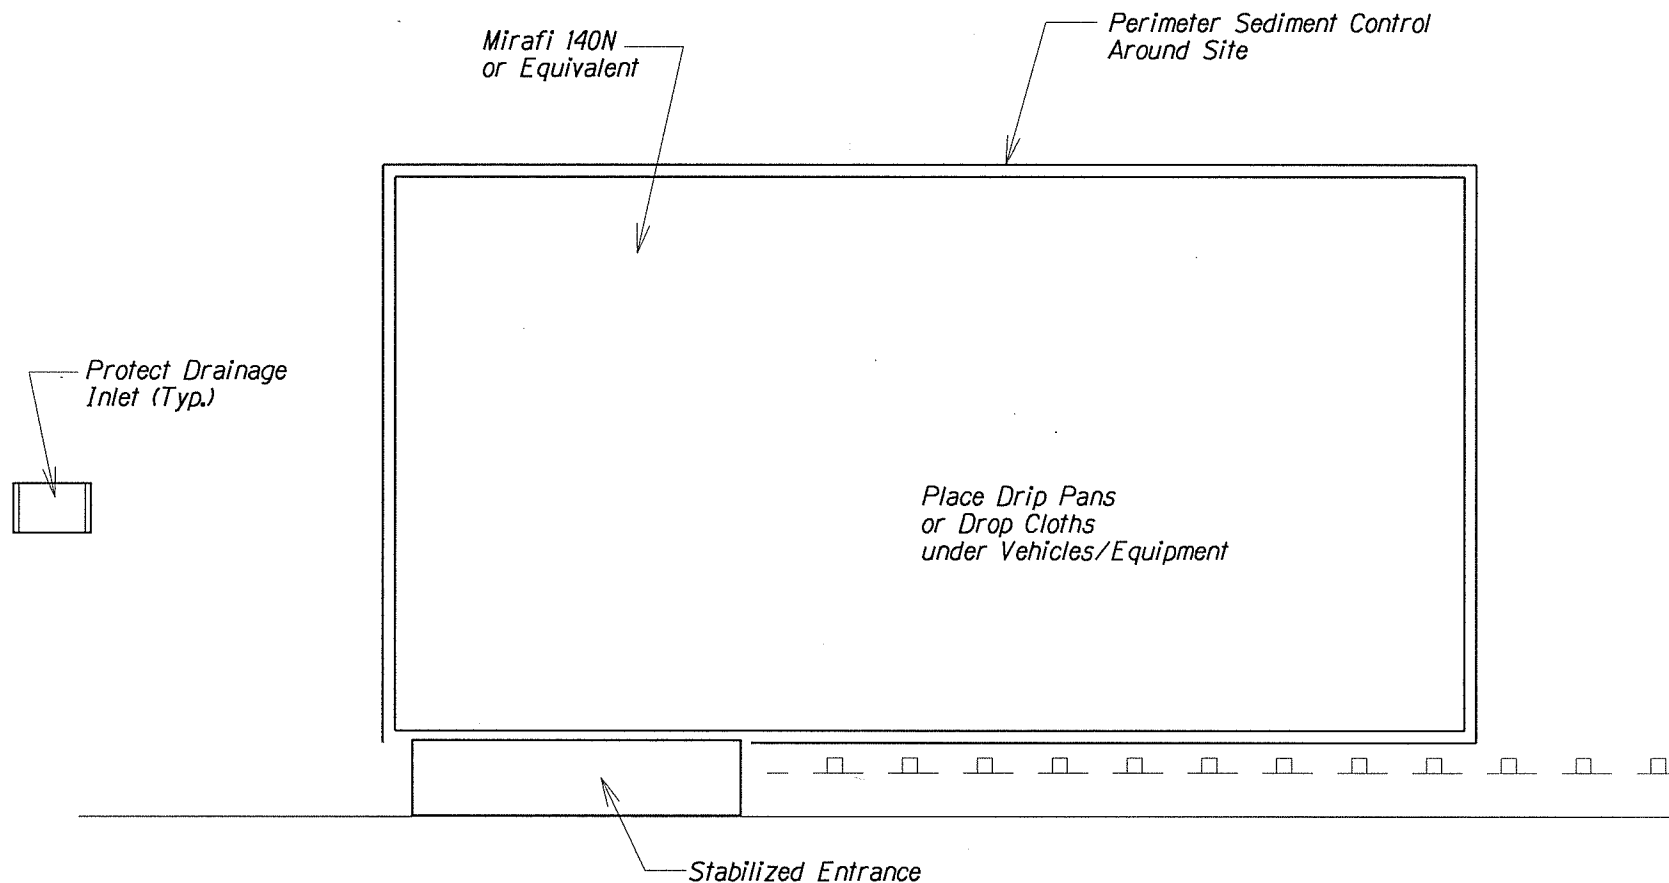 Mirafi 140N
or Equivalent
Perimeter Sediment Control
Around Site
Protect Drainage
Inlet (Typ.)
Place Drip Pans
or Drop Cloths
under Vehicles/Equipment
Stabilized Entrance